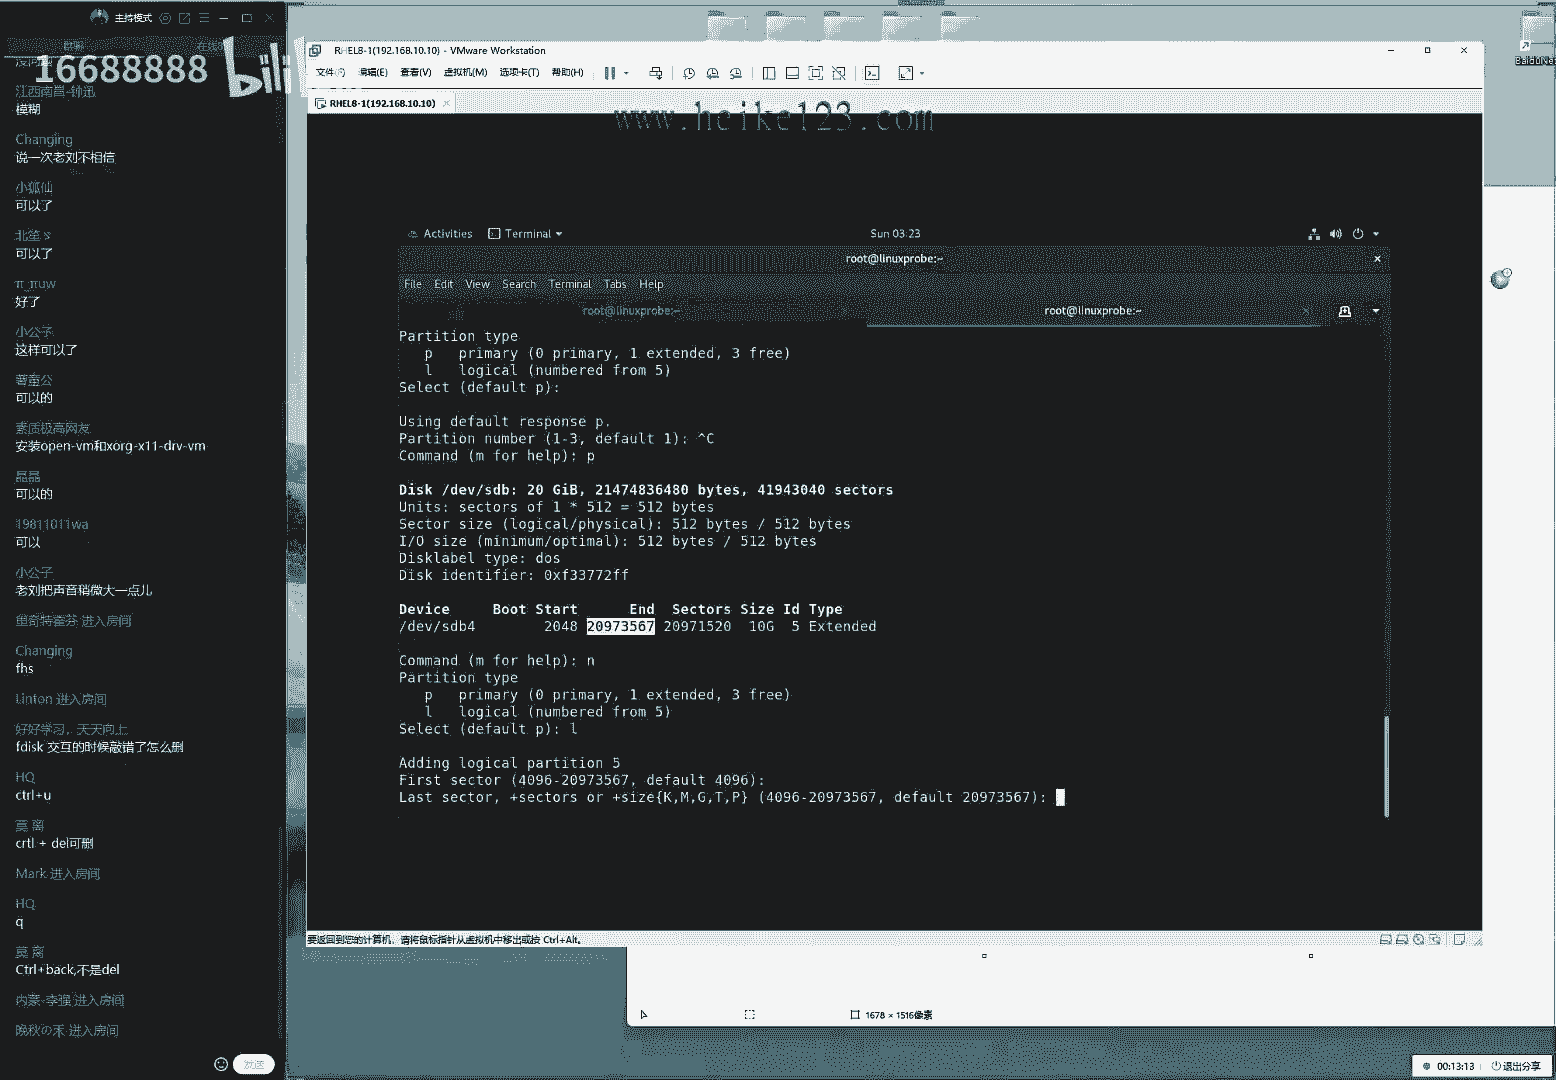 主持模式
16688888 bili
模糊
Changing
说一次老刘不相信
小狐仙
可以了
北笙 s
可以了
π_πuw
好了
小公子
这样可以了
可以的
素质极高网友
安装open-vm和xorg-x11-drv-vm
磊磊
可以的
19811011wa
可以
小公子
老刘把声音稍微大一点儿
进入房间
Changing
fhs
Linton 进入房间
好好学习，天天向上
fdisk 交互的时候敲错了怎么删
HQ
ctrl+u
莫 离
crtl + del可删
Mark 进入房间
HQ
q
莫 离
Ctrl+back,不是del
内蒙-李强 进入房间
晚秋の禾 进入房间
发送
RHEL8-1(192.168.10.10) - VMware Workstation
文件(F) 编辑(E) 查看(V) 虚拟机(M) 选项卡(T) 帮助(H)
RHEL8-1(192.168.10.10)
www.heike123.com
Activities Terminal Sun 03:23
root@linuxprobe:~
File Edit View Search Terminal Tabs Help
root@linuxprobe:~ root@linuxprobe:~
Partition type
p primary (0 primary, 1 extended, 3 free)
l logical (numbered from 5)
Select (default p):
Using default response p.
Partition number (1-3, default 1): ^C
Command (m for help): p
Disk /dev/sdb: 20 GiB, 21474836480 bytes, 41943040 sectors
Units: sectors of 1 * 512 = 512 bytes
Sector size (logical/physical): 512 bytes / 512 bytes
I/O size (minimum/optimal): 512 bytes / 512 bytes
Disklabel type: dos
Disk identifier: 0xf33772ff
Device Boot Start End Sectors Size Id Type
/dev/sdb4 2048 20973567 20971520 10G 5 Extended
Command (m for help): n
Partition type
p primary (0 primary, 1 extended, 3 free)
l logical (numbered from 5)
Select (default p): l
Adding logical partition 5
First sector (4096-20973567, default 4096):
Last sector, +sectors or +size{K,M,G,T,P} (4096-20973567, default 20973567):
要返回到您的计算机，请将鼠标指针从虚拟机中移出或按 Ctrl+Alt。
1678 × 1516像素
00:13:13 退出分享